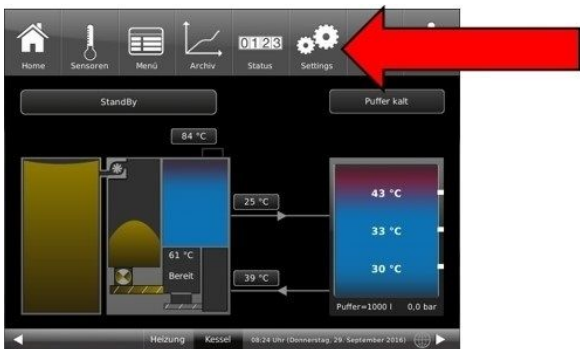 Home Sensoren Menü Archiv 0123 Status Settings
StandBy
Puffer kalt
84 °C
43 °C
25 °C
33 °C
61 °C
Bereit
39 °C
30 °C
Puffer=1000 l 0,0 bar
Heizung Kessel 08:24 Uhr (Donnerstag, 29. September 2016)